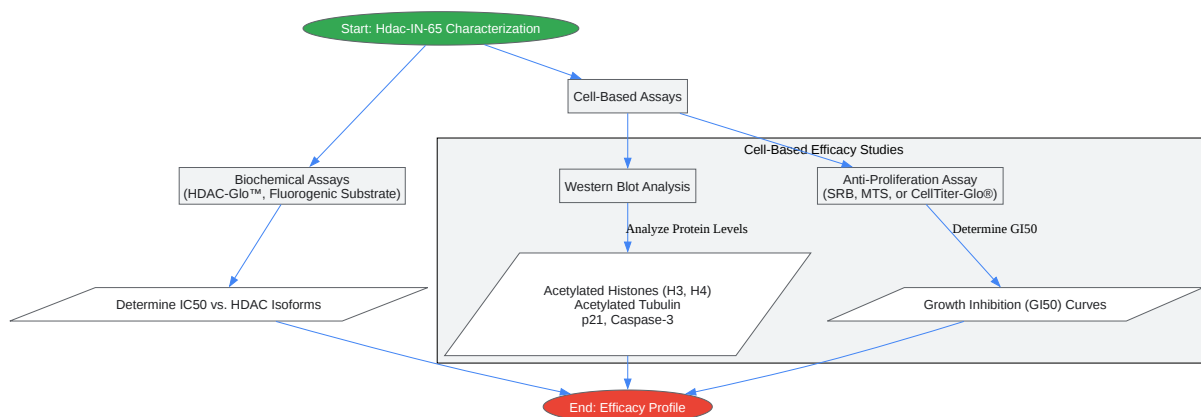 Start: Hdac-IN-65 Characterization
Cell-Based Assays
Cell-Based Efficacy Studies
Biochemical Assays
(HDAC-Glo™, Fluorogenic Substrate)
Western Blot Analysis
Anti-Proliferation Assay
(SRB, MTS, or CellTiter-Glo®)
Analyze Protein Levels
Determine GI50
Determine IC50 vs. HDAC Isoforms
Acetylated Histones (H3, H4)
Acetylated Tubulin
p21, Caspase-3
Growth Inhibition (GI50) Curves
End: Efficacy Profile